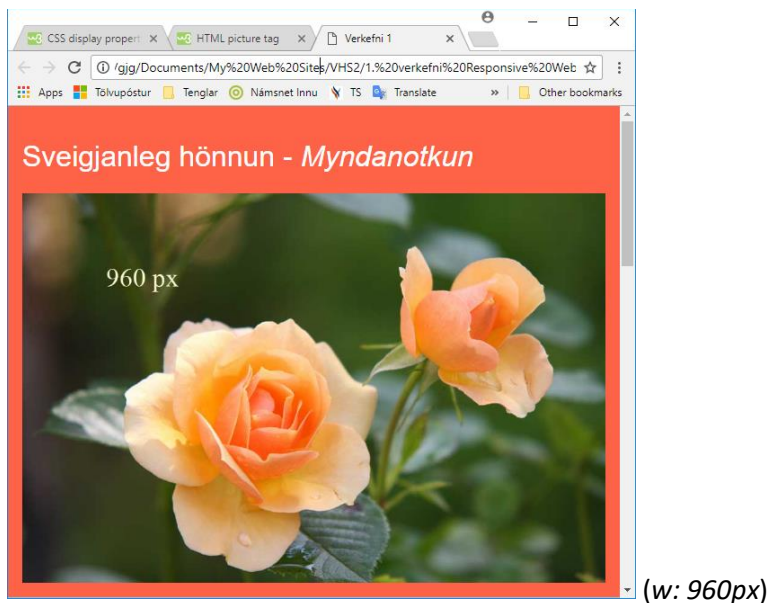 CSS display propert HTML picture tag Verkefni 1
/gjg/Documents/My%20Web%20Sites/VHS2/1.%20verkefni%20Responsive%20Web
Apps Tölvupóstur Tenglar Námsnet Innu TS Translate » Other bookmarks
Sveigjanleg hönnun - Myndanotkun
960 px
(w: 960px)